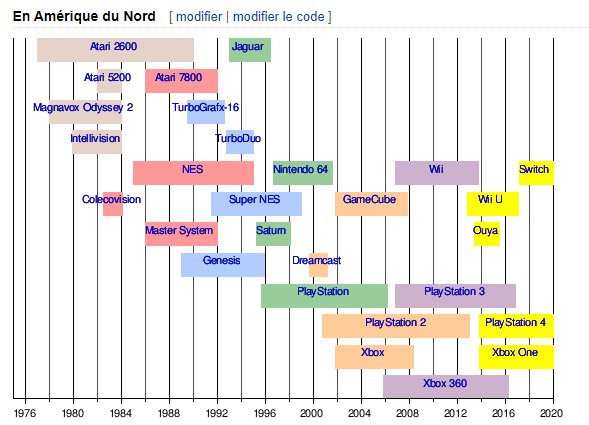 En Amérique du Nord [ modifier | modifier le code ]
Atari 2600 Jaguar
Atari 5200 Atari 7800
Magnavox Odyssey 2 TurboGrafx-16
Intellivision TurboDuo
NES Nintendo 64 Wii Switch
Colecovision Super NES GameCube Wii U
Master System Saturn Ouya
Genesis Dreamcast
PlayStation PlayStation 3
PlayStation 2 PlayStation 4
Xbox Xbox One
Xbox 360
1976 1980 1984 1988 1992 1996 2000 2004 2008 2012 2016 2020